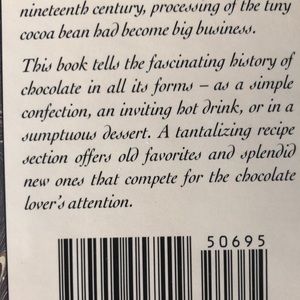 nineteenth century, processing of the tiny
cocoa bean had become big business.
This book tells the fascinating history of
chocolate in all its forms – as a simple
confection, an inviting hot drink, or in a
sumptuous dessert. A tantalizing recipe
section offers old favorites and splendid
new ones that compete for the chocolate
lover's attention.
50695